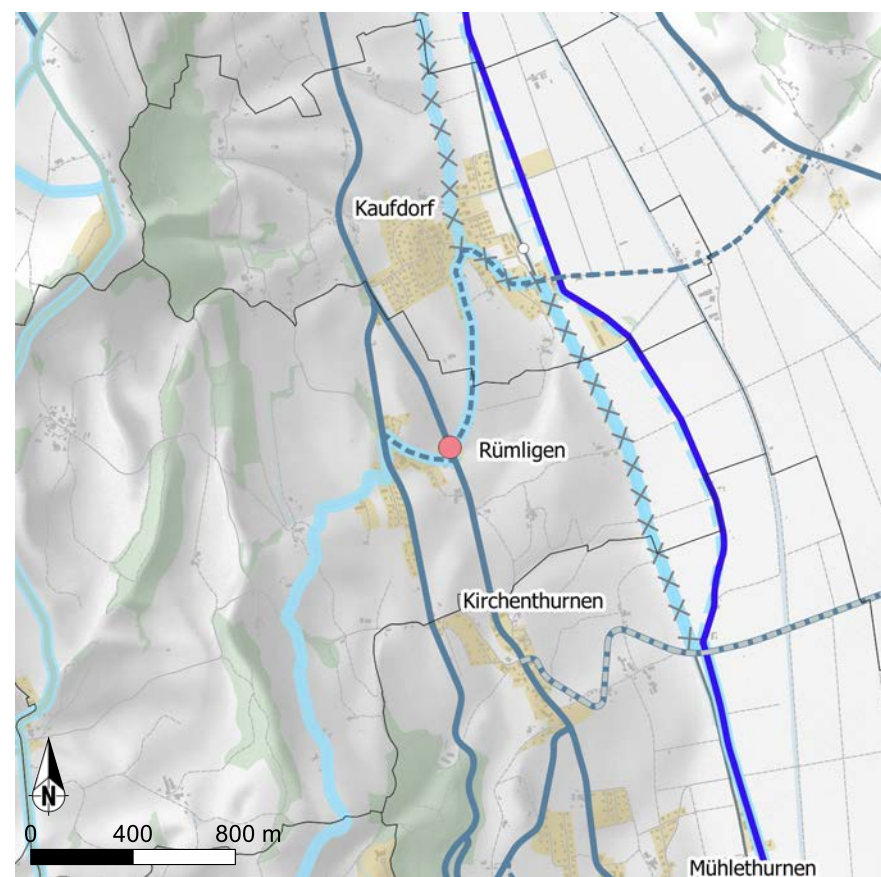 Kaufdorf
Rümligen
Kirchenthurnen
N
0 400 800 m
Mühlethurnen